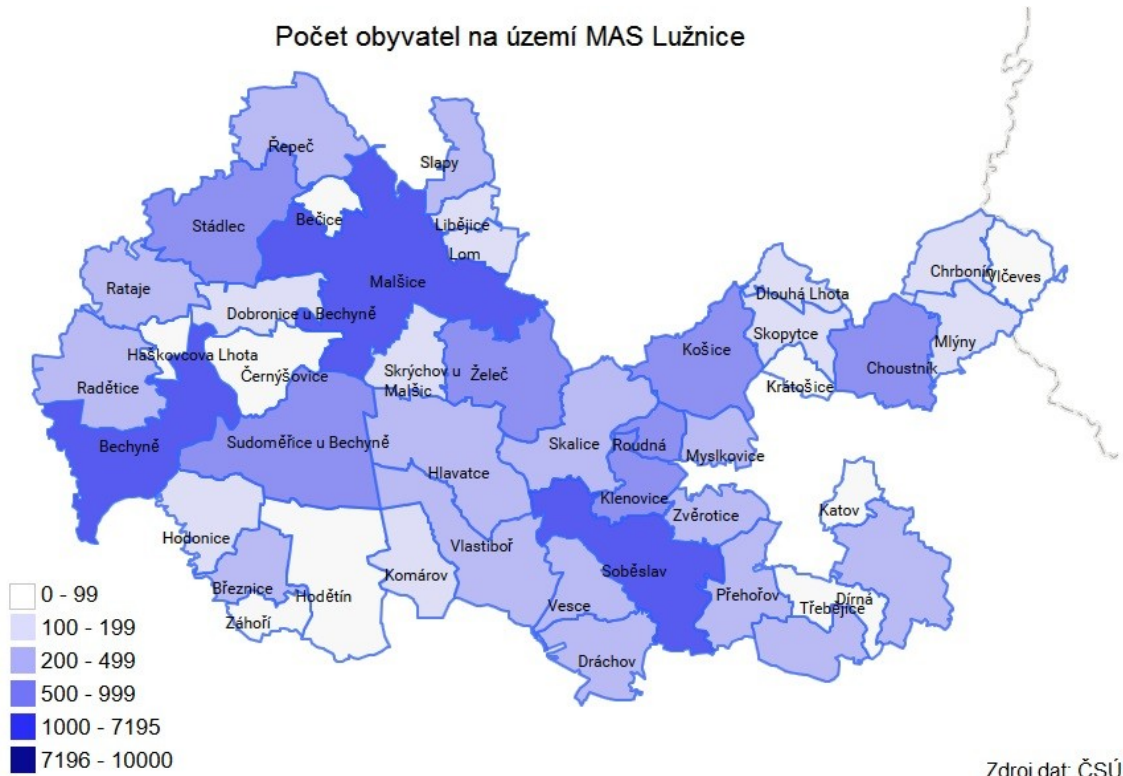 Počet obyvatel na území MAS Lužnice
Řepeč
Slapy
Bečice
Stádlec
Libějice
Lom
Malšice
Rataje
Dobronice u Bechyně
Chrbonín
Vlčeves
Dlouhá Lhota
Skopytce
Mlýny
Haškovcova Lhota
Košice
Choustník
Radětice
Černýšovice
Skrýchov u
Malšic
Želeč
Krátošice
Bechyně
Sudoměřice u Bechyně
Skalice
Roudná
Myslkovice
Hlavatce
Klenovice
Zvěrotice
Katov
Hodonice
Vlastiboř
Soběslav
Komárov
Březnice
Hodětín
Vesce
Přehořov
Dírná
Třebějice
Záhoří
Dráchov
0 - 99
100 - 199
200 - 499
500 - 999
1000 - 7195
7196 - 10000
Zdroj dat: ČSÚ